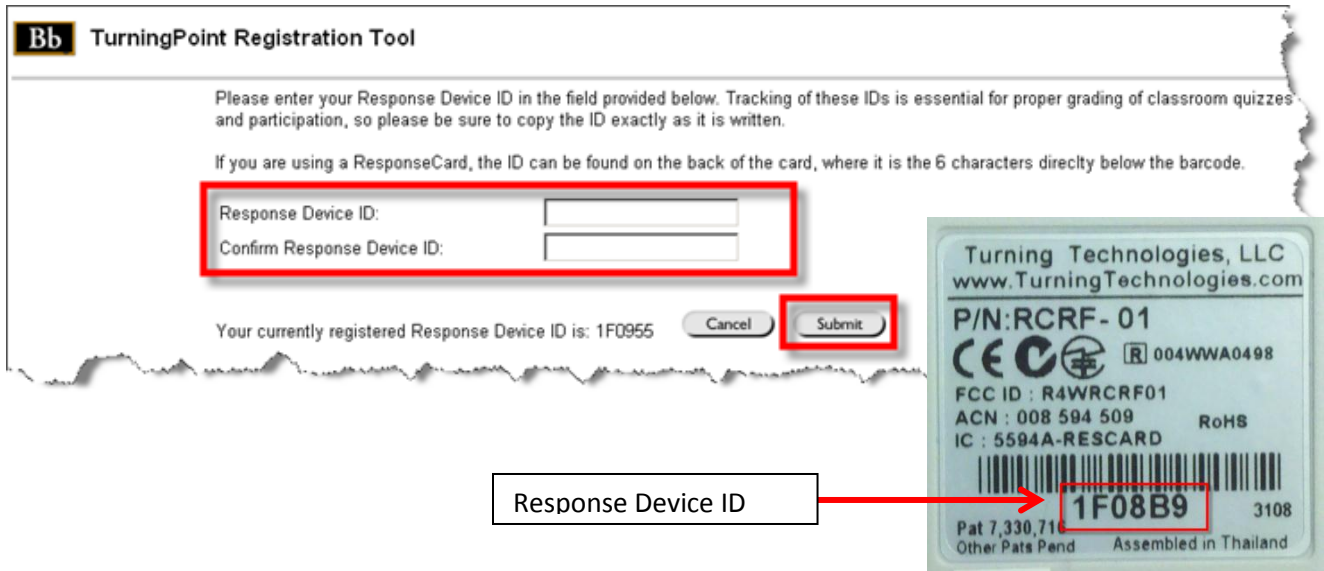 Bb TurningPoint Registration Tool
Please enter your Response Device ID in the field provided below. Tracking of these IDs is essential for proper grading of classroom quizzes
and participation, so please be sure to copy the ID exactly as it is written.
If you are using a ResponseCard, the ID can be found on the back of the card, where it is the 6 characters direclty below the barcode.
Response Device ID:
Confirm Response Device ID:
Your currently registered Response Device ID is: 1F0955 Cancel Submit
Turning Technologies, LLC
www.TurningTechnologies.com
P/N:RCRF-01
CE R 004WWA0498
FCC ID : R4WRCRF01
ACN : 008 594 509 RoHS
IC : 5594A-RESCARD
Response Device ID
1F08B9 3108
Pat 7,330,716
Other Pats Pend Assembled in Thailand